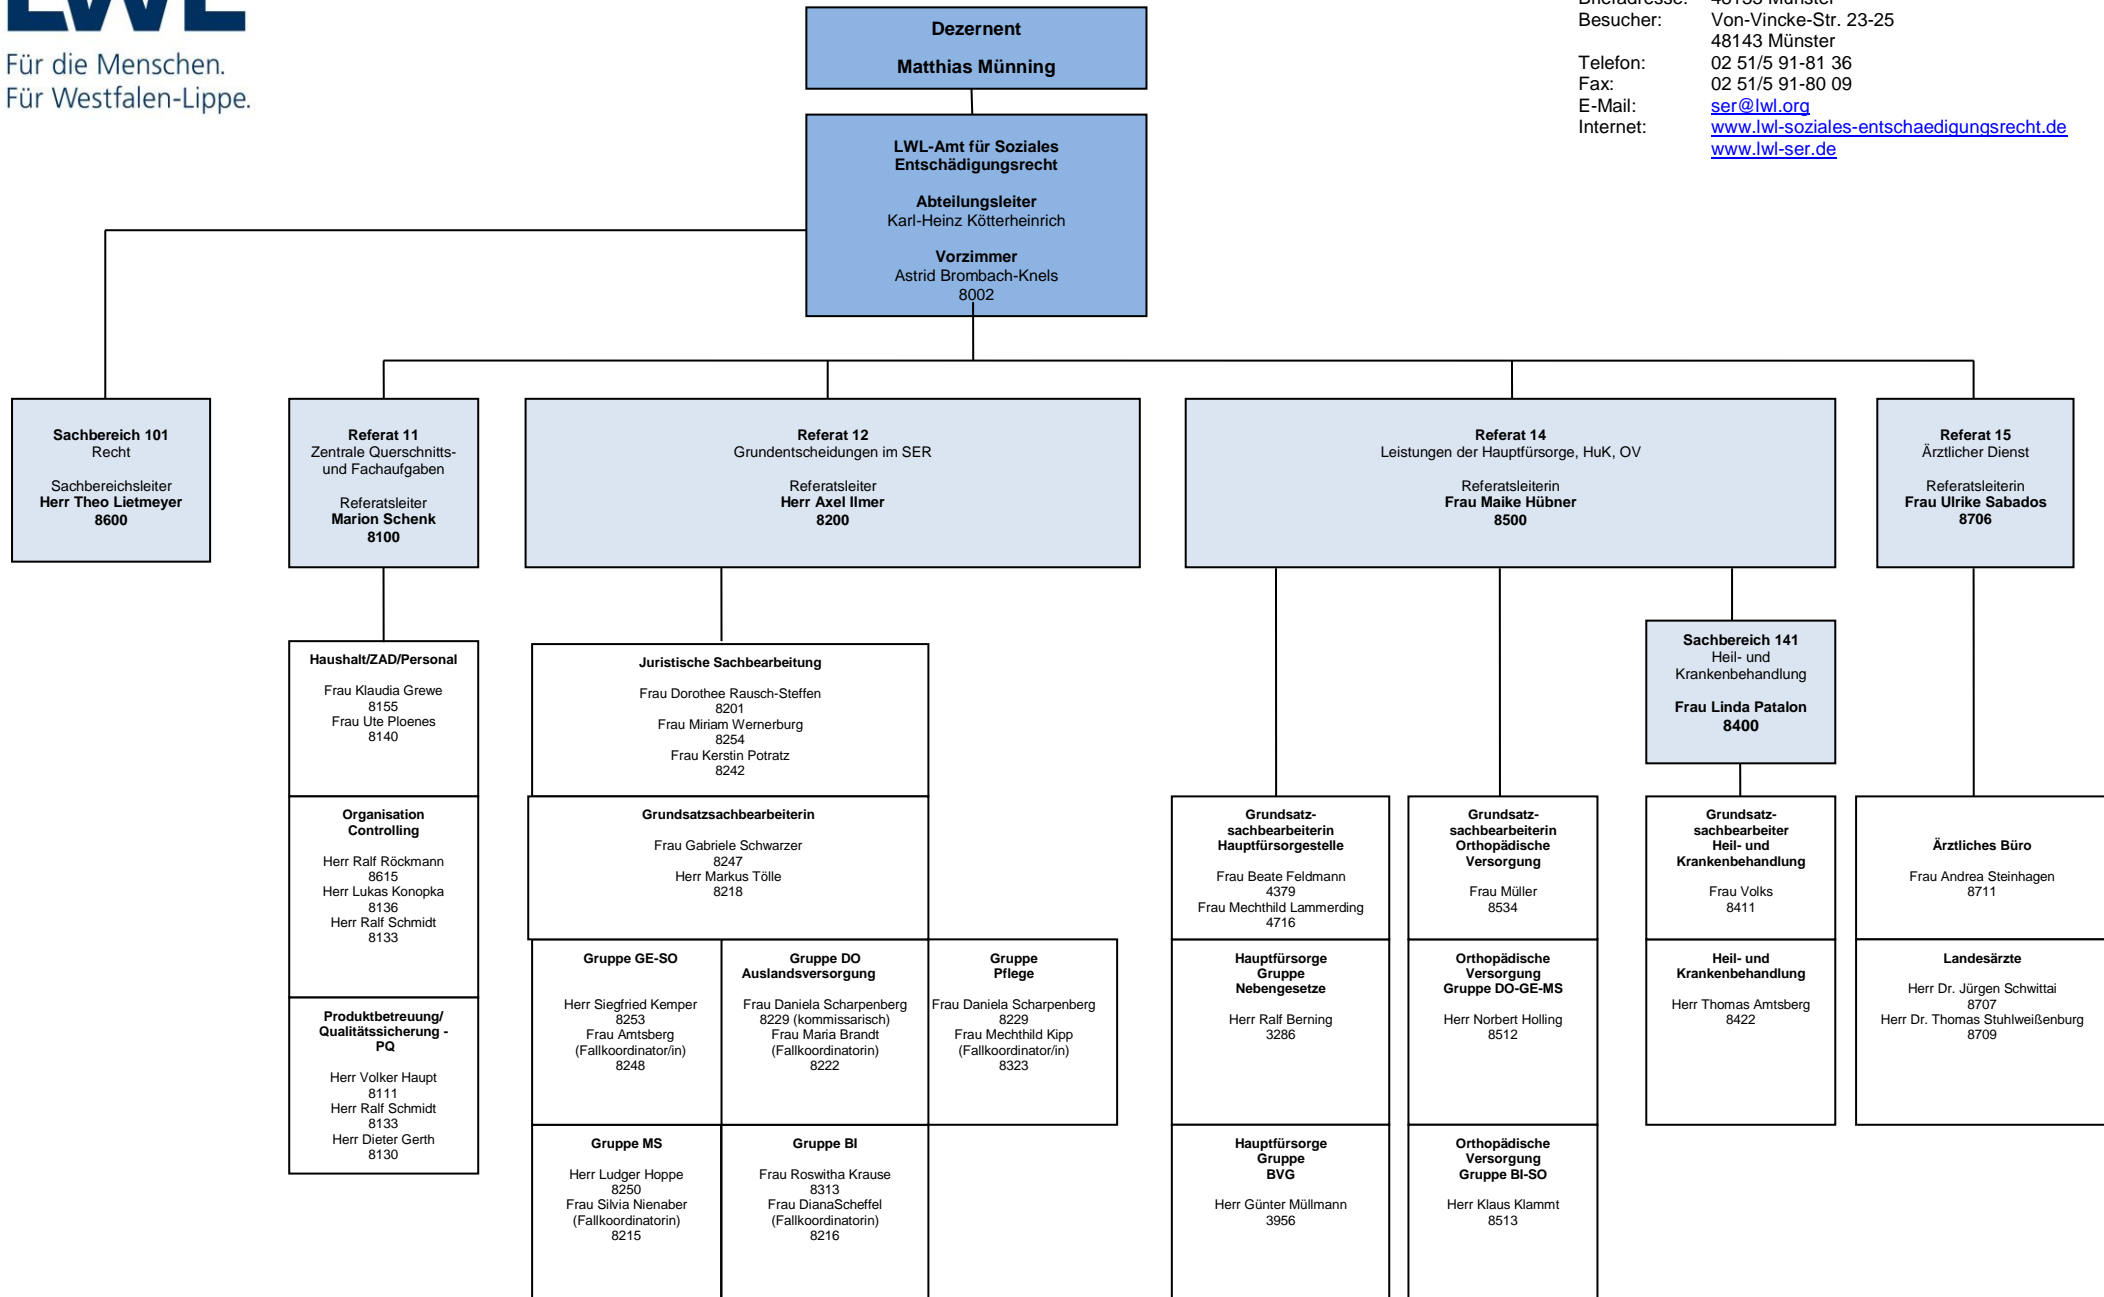 LWL
Für die Menschen.
Für Westfalen-Lippe.
Dezernent
Matthias Münning
Briefadresse: 48133 Münster
Besucher: Von-Vincke-Str. 23-25
48143 Münster
Telefon: 02 51/5 91-81 36
Fax: 02 51/5 91-80 09
E-Mail: ser@lwl.org
Internet: www.lwl-soziales-entschaedigungsrecht.de
www.lwl-ser.de
LWL-Amt für Soziales
Entschädigungsrecht
Abteilungsleiter
Karl-Heinz Kötterheinrich
Vorzimmer
Astrid Brombach-Knels
8002
Sachbereich 101
Recht
Sachbereichsleiter
Herr Theo Lietmeyer
8600
Referat 11
Zentrale Querschnitts-
und Fachaufgaben
Referatsleiter
Marion Schenk
8100
Referat 12
Grundentscheidungen im SER
Referatsleiter
Herr Axel Ilmer
8200
Referat 14
Leistungen der Hauptfürsorge, HuK, OV
Referatsleiterin
Frau Maike Hübner
8500
Referat 15
Ärztlicher Dienst
Referatsleiterin
Frau Ulrike Sabados
8706
Haushalt/ZAD/Personal
Frau Klaudia Grewe
8155
Frau Ute Ploenes
8140
Organisation
Controlling
Herr Ralf Röckmann
8615
Herr Lukas Konopka
8136
Herr Ralf Schmidt
8133
Produktbetreuung/
Qualitätssicherung -
PQ
Herr Volker Haupt
8111
Herr Ralf Schmidt
8133
Herr Dieter Gerth
8130
Juristische Sachbearbeitung
Frau Dorothee Rausch-Steffen
8201
Frau Miriam Wernerburg
8254
Frau Kerstin Potratz
8242
Grundsatzsachbearbeiterin
Frau Gabriele Schwarzer
8247
Herr Markus Tölle
8218
Gruppe GE-SO
Herr Siegfried Kemper
8253
Frau Amtsberg
(Fallkoordinator/in)
8248
Gruppe DO
Auslandsversorgung
Frau Daniela Scharpenberg
8229 (kommissarisch)
Frau Maria Brandt
(Fallkoordinatorin)
8222
Gruppe
Pflege
Frau Daniela Scharpenberg
8229
Frau Mechthild Kipp
(Fallkoordinator/in)
8323
Gruppe MS
Herr Ludger Hoppe
8250
Frau Silvia Nienaber
(Fallkoordinatorin)
8215
Gruppe BI
Frau Roswitha Krause
8313
Frau DianaScheffel
(Fallkoordinatorin)
8216
Sachbereich 141
Heil- und
Krankenbehandlung
Frau Linda Patalon
8400
Grundsatz-
sachbearbeiterin
Hauptfürsorgestelle
Frau Beate Feldmann
4379
Frau Mechthild Lammerding
4716
Hauptfürsorge
Gruppe
Nebengesetze
Herr Ralf Berning
3286
Hauptfürsorge
Gruppe
BVG
Herr Günter Müllmann
3956
Grundsatz-
sachbearbeiterin
Orthopädische
Versorgung
Frau Müller
8534
Orthopädische
Versorgung
Gruppe DO-GE-MS
Herr Norbert Holling
8512
Orthopädische
Versorgung
Gruppe BI-SO
Herr Klaus Klammt
8513
Grundsatz-
sachbearbeiter
Heil- und
Krankenbehandlung
Frau Volks
8411
Heil- und
Krankenbehandlung
Herr Thomas Amtsberg
8422
Ärztliches Büro
Frau Andrea Steinhagen
8711
Landesärzte
Herr Dr. Jürgen Schwittai
8707
Herr Dr. Thomas Stuhlweißenburg
8709